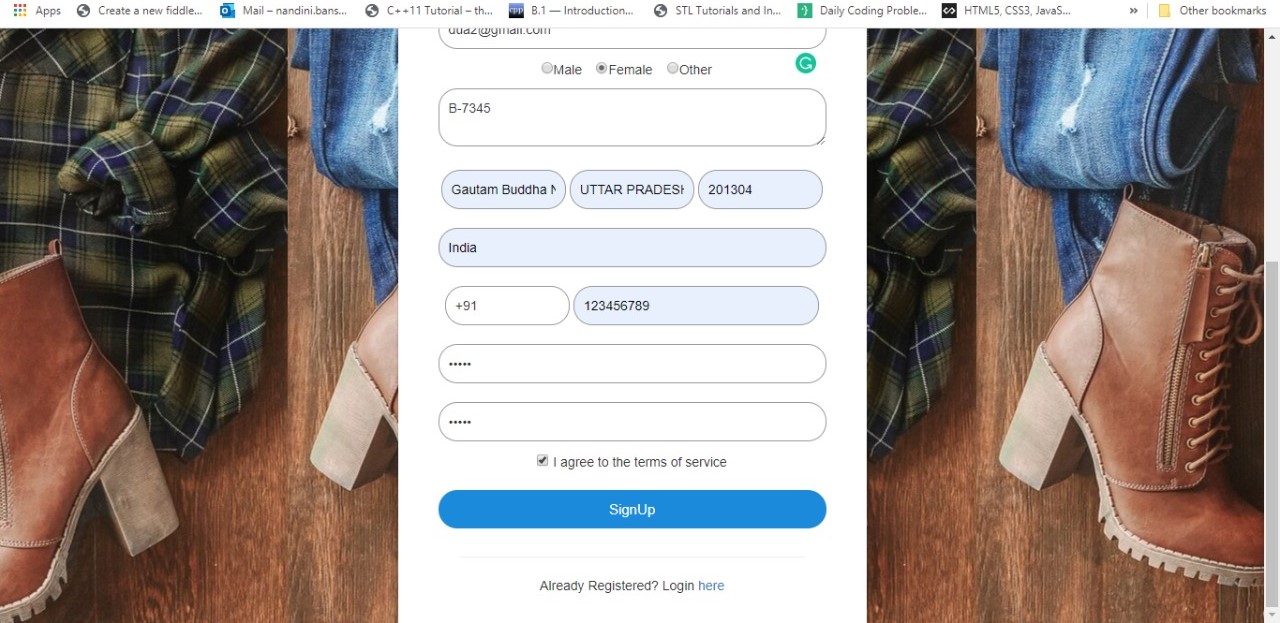 Apps Create a new fiddle... Mail – nandini.bans... C++11 Tutorial – th... B.1 — Introduction... STL Tutorials and In... Daily Coding Proble... HTML5, CSS3, JavaS... » Other bookmarks
dua2@gmail.com
Male Female Other
B-7345
Gautam Buddha N UTTAR PRADESH 201304
India
+91 123456789
•••••
•••••
I agree to the terms of service
SignUp
Already Registered? Login here